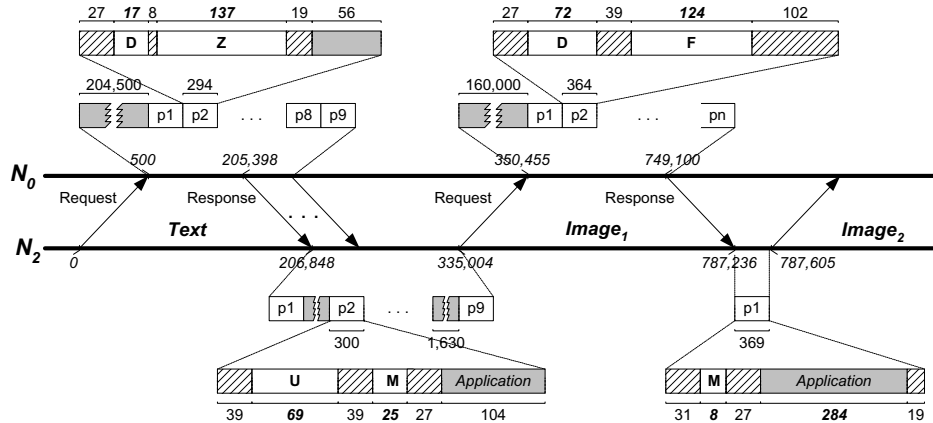 27 17 8 137 19 56
27 72 39 124 102
D Z
D F
204,500 294
160,000 364
p1 p2 . . . p8 p9
p1 p2 . . . pn
500 205,398 350,455 749,100
N0
Request Response Request Response
. . .
Text Image1 Image2
N2
0 206,848 335,004 787,236 787,605
p1 p2 . . . p9
p1
300 1,630
369
U M Application
M Application
39 69 39 25 27 104
31 8 27 284 19